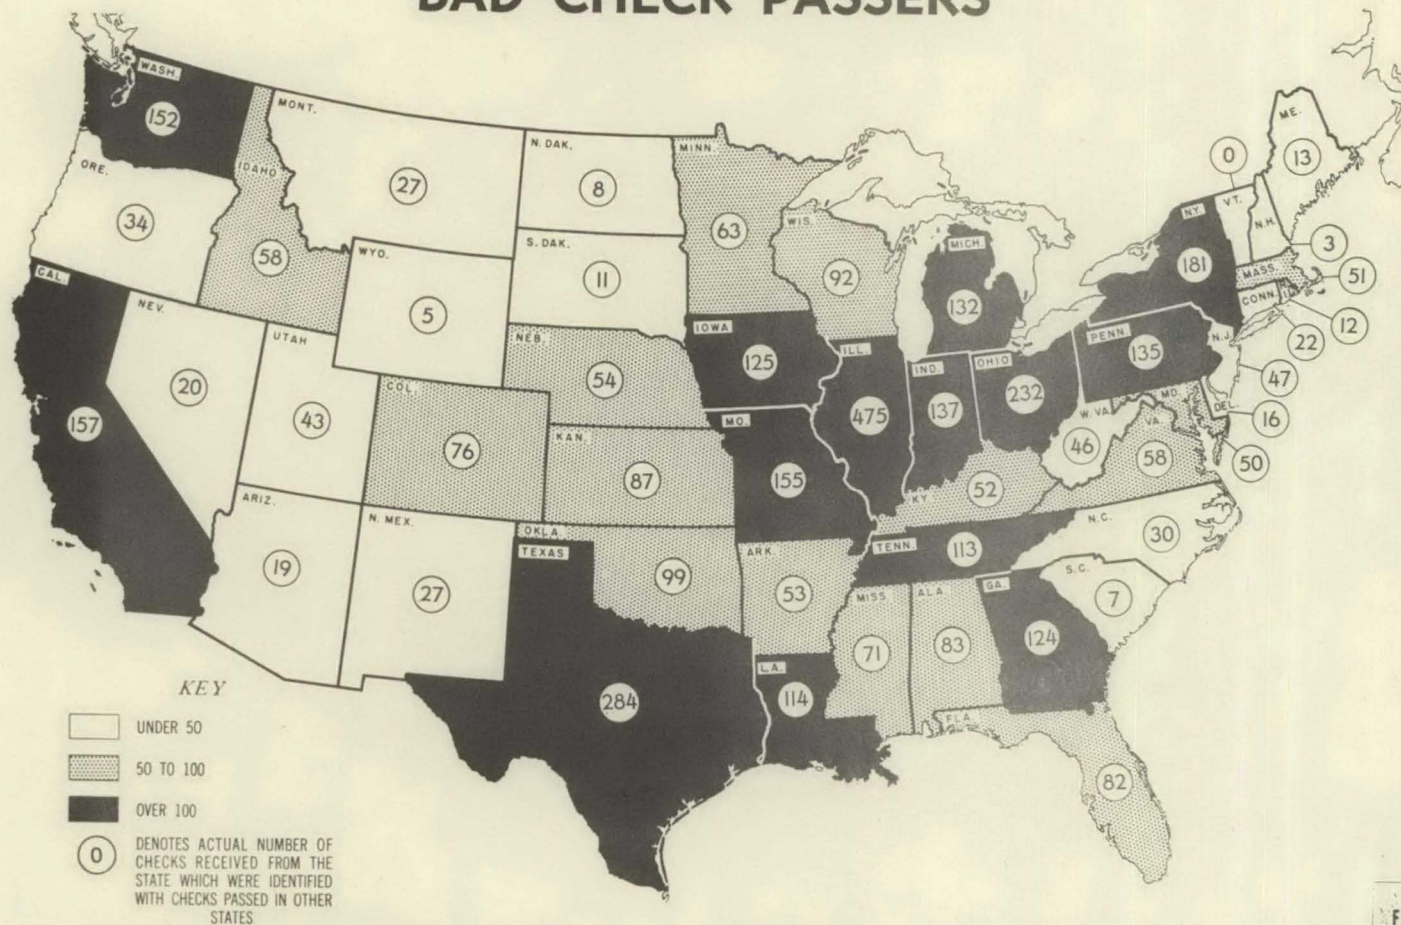 BAD CHECK PASSERS
WASH.
152
MONT.
27
N. DAK.
8
MINN.
63
ME.
13
0
ORE.
34
IDAHO
58
WYO.
5
S. DAK.
11
WIS.
92
MICH.
132
NY.
181
VT.
N.H.
3
MASS.
51
CAL.
157
NEV.
20
UTAH
43
NEB.
54
IOWA
125
ILL.
475
IND.
137
OHIO
232
PENN.
135
CONN.
12
22
N.J.
47
COL.
76
KAN.
87
MO.
155
KY.
52
W. VA.
46
MD.
VA.
58
DEL.
16
50
ARIZ.
19
N. MEX.
27
OKLA.
99
TEXAS
284
ARK.
53
TENN.
113
N.C.
30
S.C.
7
MISS.
71
ALA.
83
GA.
124
LA.
114
FLA.
82
KEY
UNDER 50
50 TO 100
OVER 100
0
DENOTES ACTUAL NUMBER OF
CHECKS RECEIVED FROM THE
STATE WHICH WERE IDENTIFIED
WITH CHECKS PASSED IN OTHER
STATES